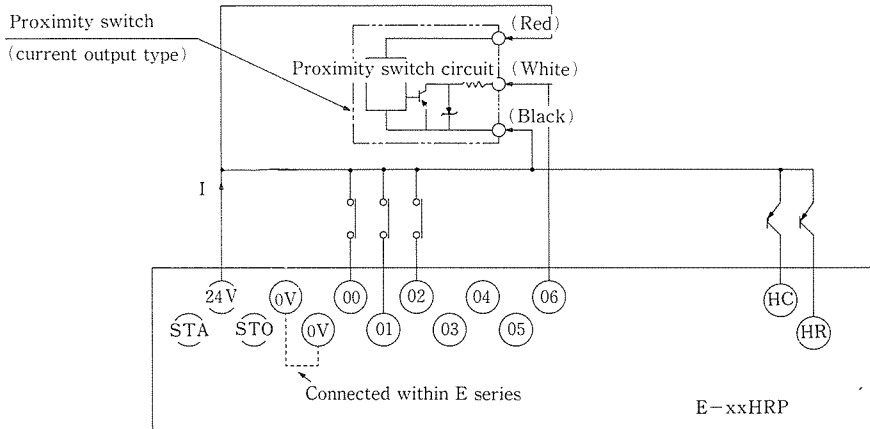 Proximity switch
(current output type)
(Red)
Proximity switch circuit
(White)
(Black)
I
24V
0V
00
02
04
06
HC
STA
STO
0V
01
03
05
HR
Connected within E series
E-xxHRP